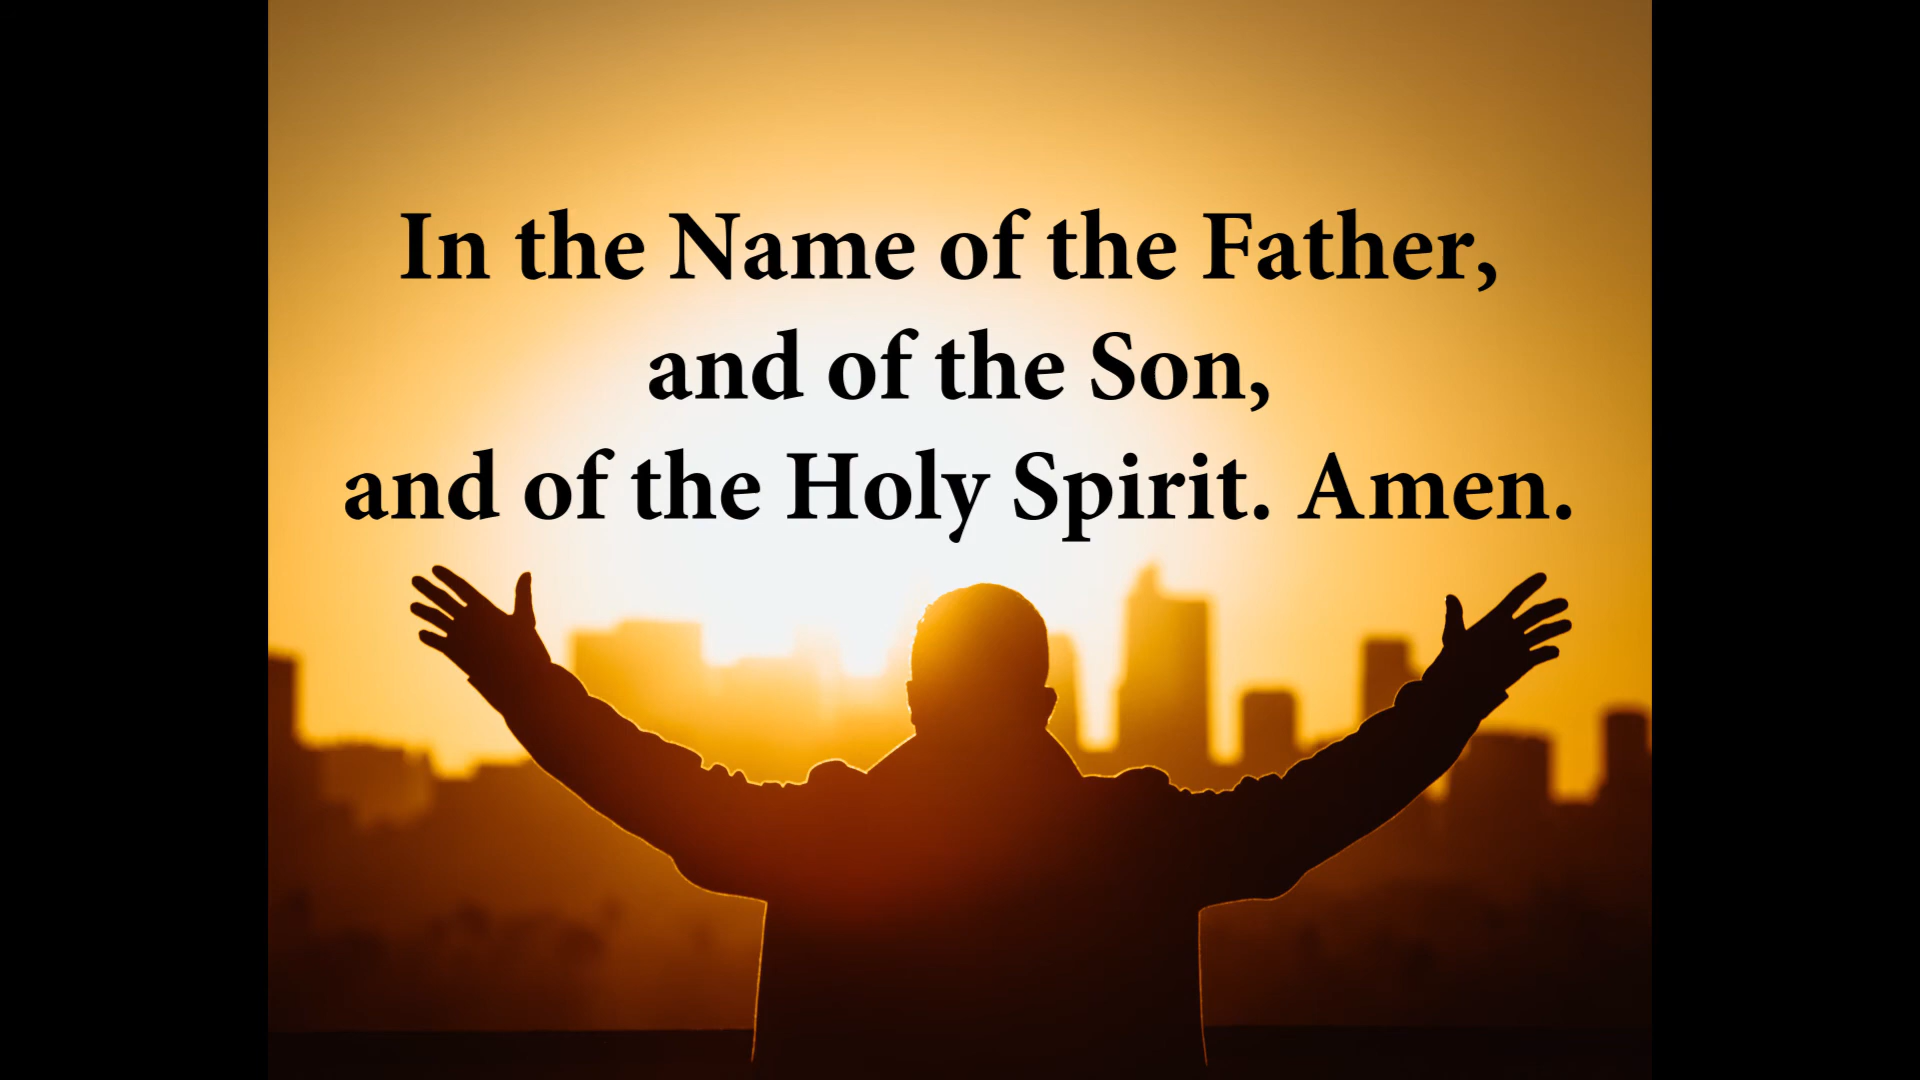 In the Name of the Father,
and of the Son,
and of the Holy Spirit. Amen.